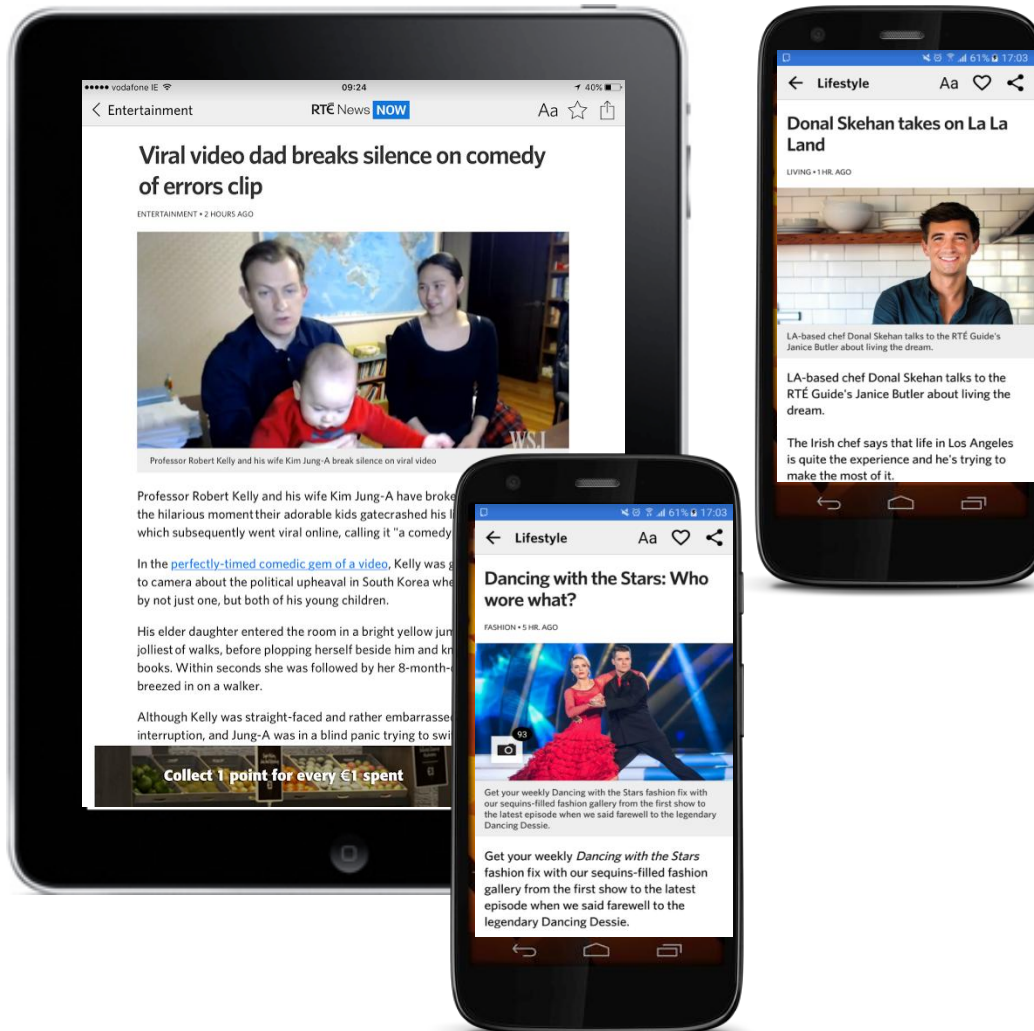 vodafone IE
09:24
40%
Entertainment
RTÉ News NOW
Aa
Viral video dad breaks silence on comedy
of errors clip
ENTERTAINMENT • 2 HOURS AGO
WSJ
Professor Robert Kelly and his wife Kim Jung-A break silence on viral video
Professor Robert Kelly and his wife Kim Jung-A have broke
the hilarious moment their adorable kids gatecrashed his
which subsequently went viral online, calling it "a comedy
In the perfectly-timed comedic gem of a video, Kelly was
to camera about the political upheaval in South Korea whe
by not just one, but both of his young children.
His elder daughter entered the room in a bright yellow jum
jolliest of walks, before plopping herself beside him and kn
books. Within seconds she was followed by her 8-month-
breezed in on a walker.
Although Kelly was straight-faced and rather embarrasse
interruption, and Jung-A was in a blind panic trying to swi
Collect 1 point for every €1 spent
61% 17:03
Lifestyle
Aa
Dancing with the Stars: Who
wore what?
FASHION • 5 HR. AGO
93
Get your weekly Dancing with the Stars fashion fix with
our sequins-filled fashion gallery from the first show to
the latest episode when we said farewell to the legendary
Dancing Dessie.
Get your weekly Dancing with the Stars
fashion fix with our sequins-filled fashion
gallery from the first show to the latest
episode when we said farewell to the
legendary Dancing Dessie.
61% 17:03
Lifestyle
Aa
Donal Skehan takes on La La
Land
LIVING • 1 HR. AGO
LA-based chef Donal Skehan talks to the RTÉ Guide's
Janice Butler about living the dream.
LA-based chef Donal Skehan talks to the
RTÉ Guide's Janice Butler about living the
dream.
The Irish chef says that life in Los Angeles
is quite the experience and he's trying to
make the most of it.